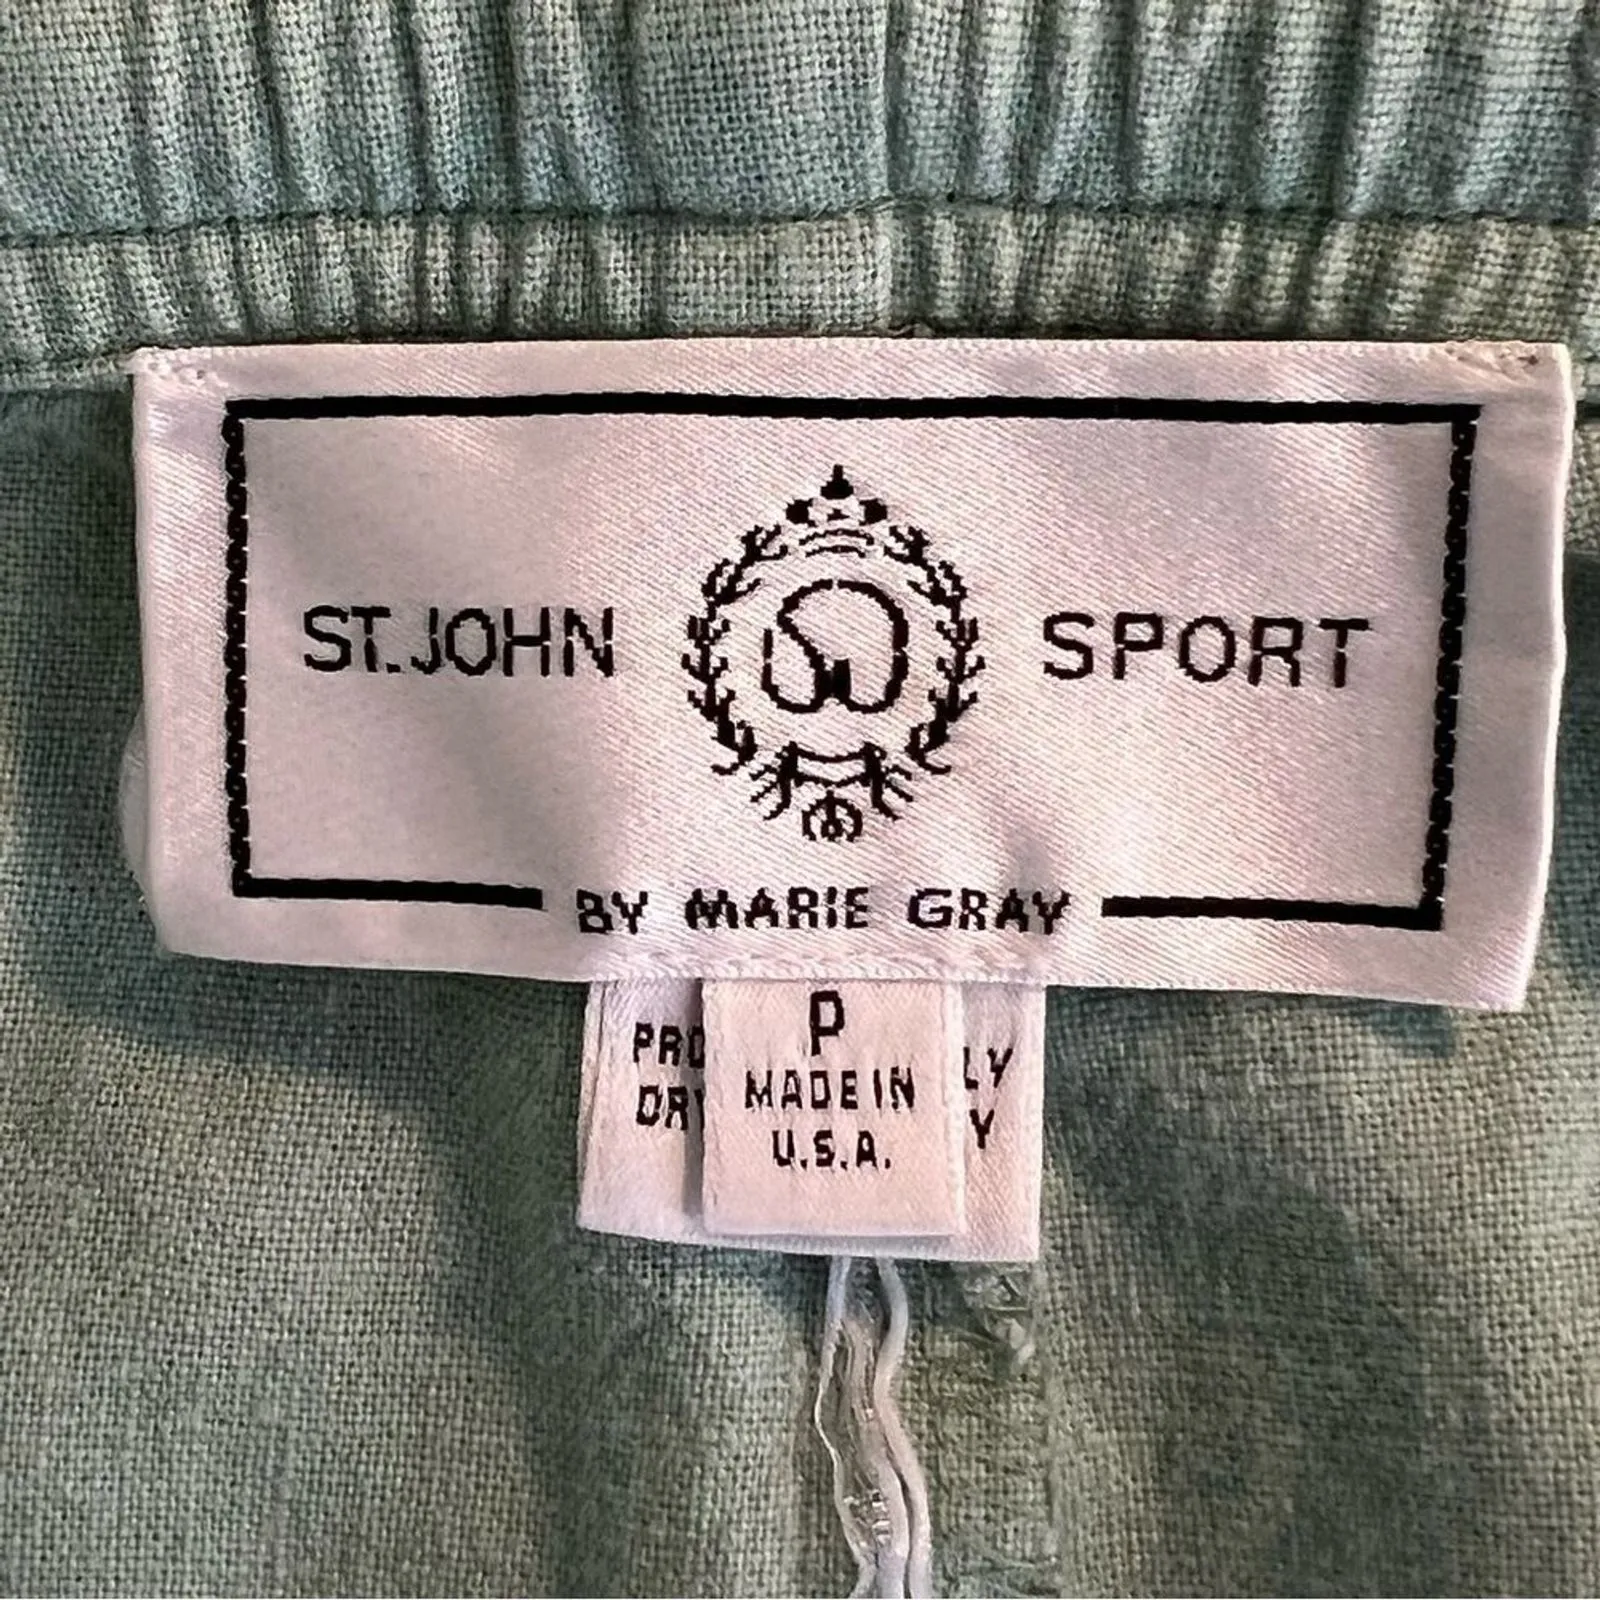 ST. JOHN SPORT
BY MARIE GRAY
P
MADE IN
U.S.A.